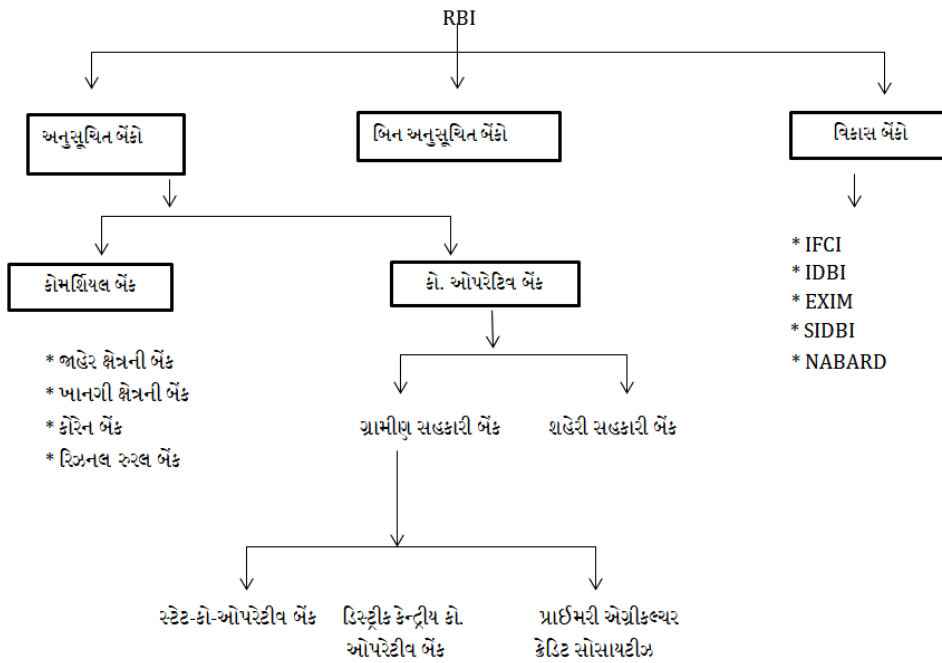 RBI
અનુસૂચિત બેંકો
બિન અનુસૂચિત બેંકો
વિકાસ બેંકો
કોમર્શિયલ બેંક
કો. ઓપરેટિવ બેંક
* IFCI
* IDBI
* EXIM
* SIDBI
* NABARD
* જાહેર ક્ષેત્રની બેંક
* ખાનગી ક્ષેત્રની બેંક
* કોરેન બેંક
* રિઝનલ રુરલ બેંક
ગ્રામીણ સહકારી બેંક
શહેરી સહકારી બેંક
સ્ટેટ-કો-ઓપરેટીવ બેંક
ડિસ્ટ્રીક કેન્દ્રીય કો.
ઓપરેટીવ બેંક
પ્રાઈમરી એગ્રીકલ્ચર
ક્રેડિટ સોસાયટીઝ